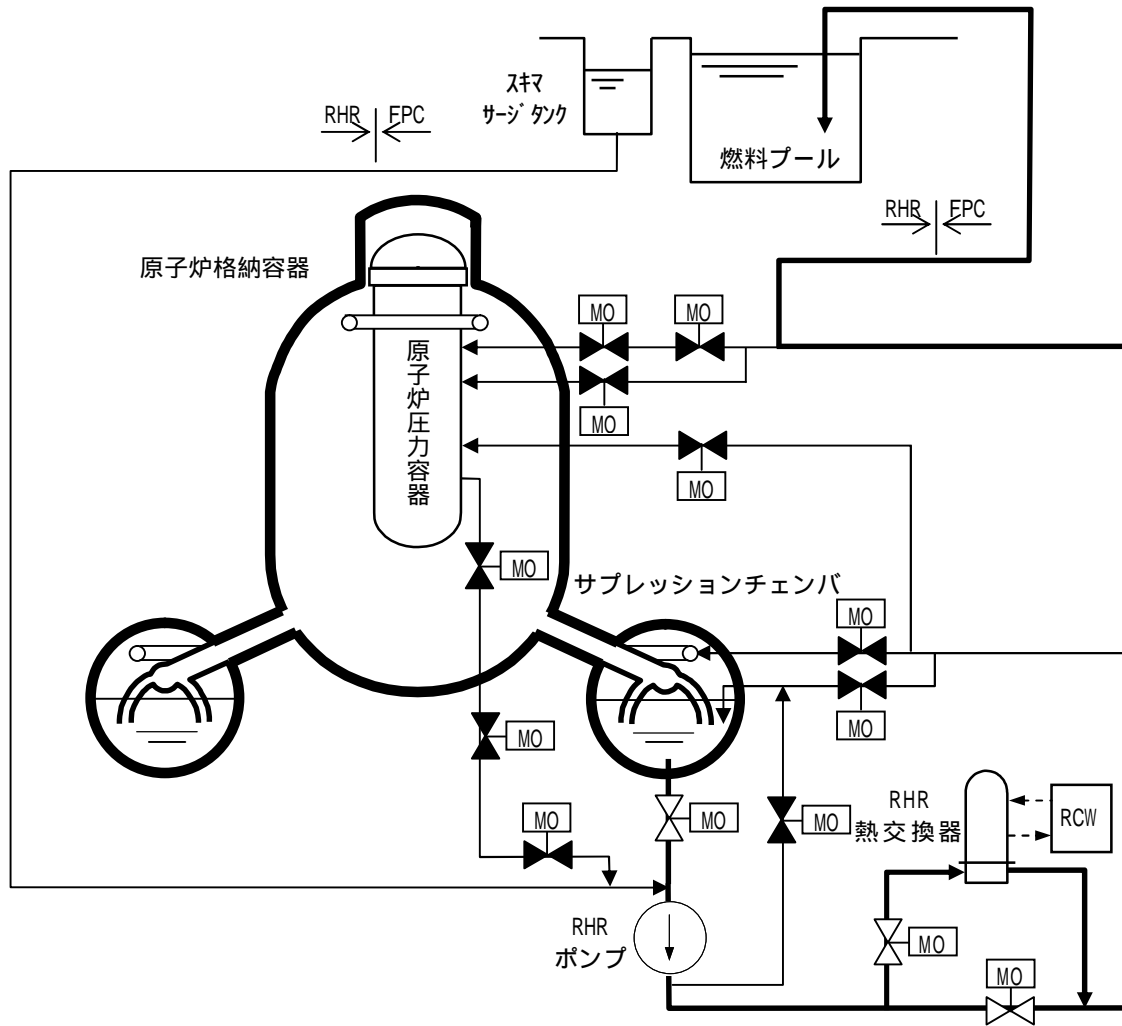 スキマ
サージタンク
RHR
FPC
燃料プール
RHR
FPC
原子炉格納容器
MO
MO
原子炉圧力容器
MO
MO
MO
サプレッションチェンバ
MO
MO
MO
RHR
熱交換器
RCW
MO
MO
MO
RHR
ポンプ
MO
MO